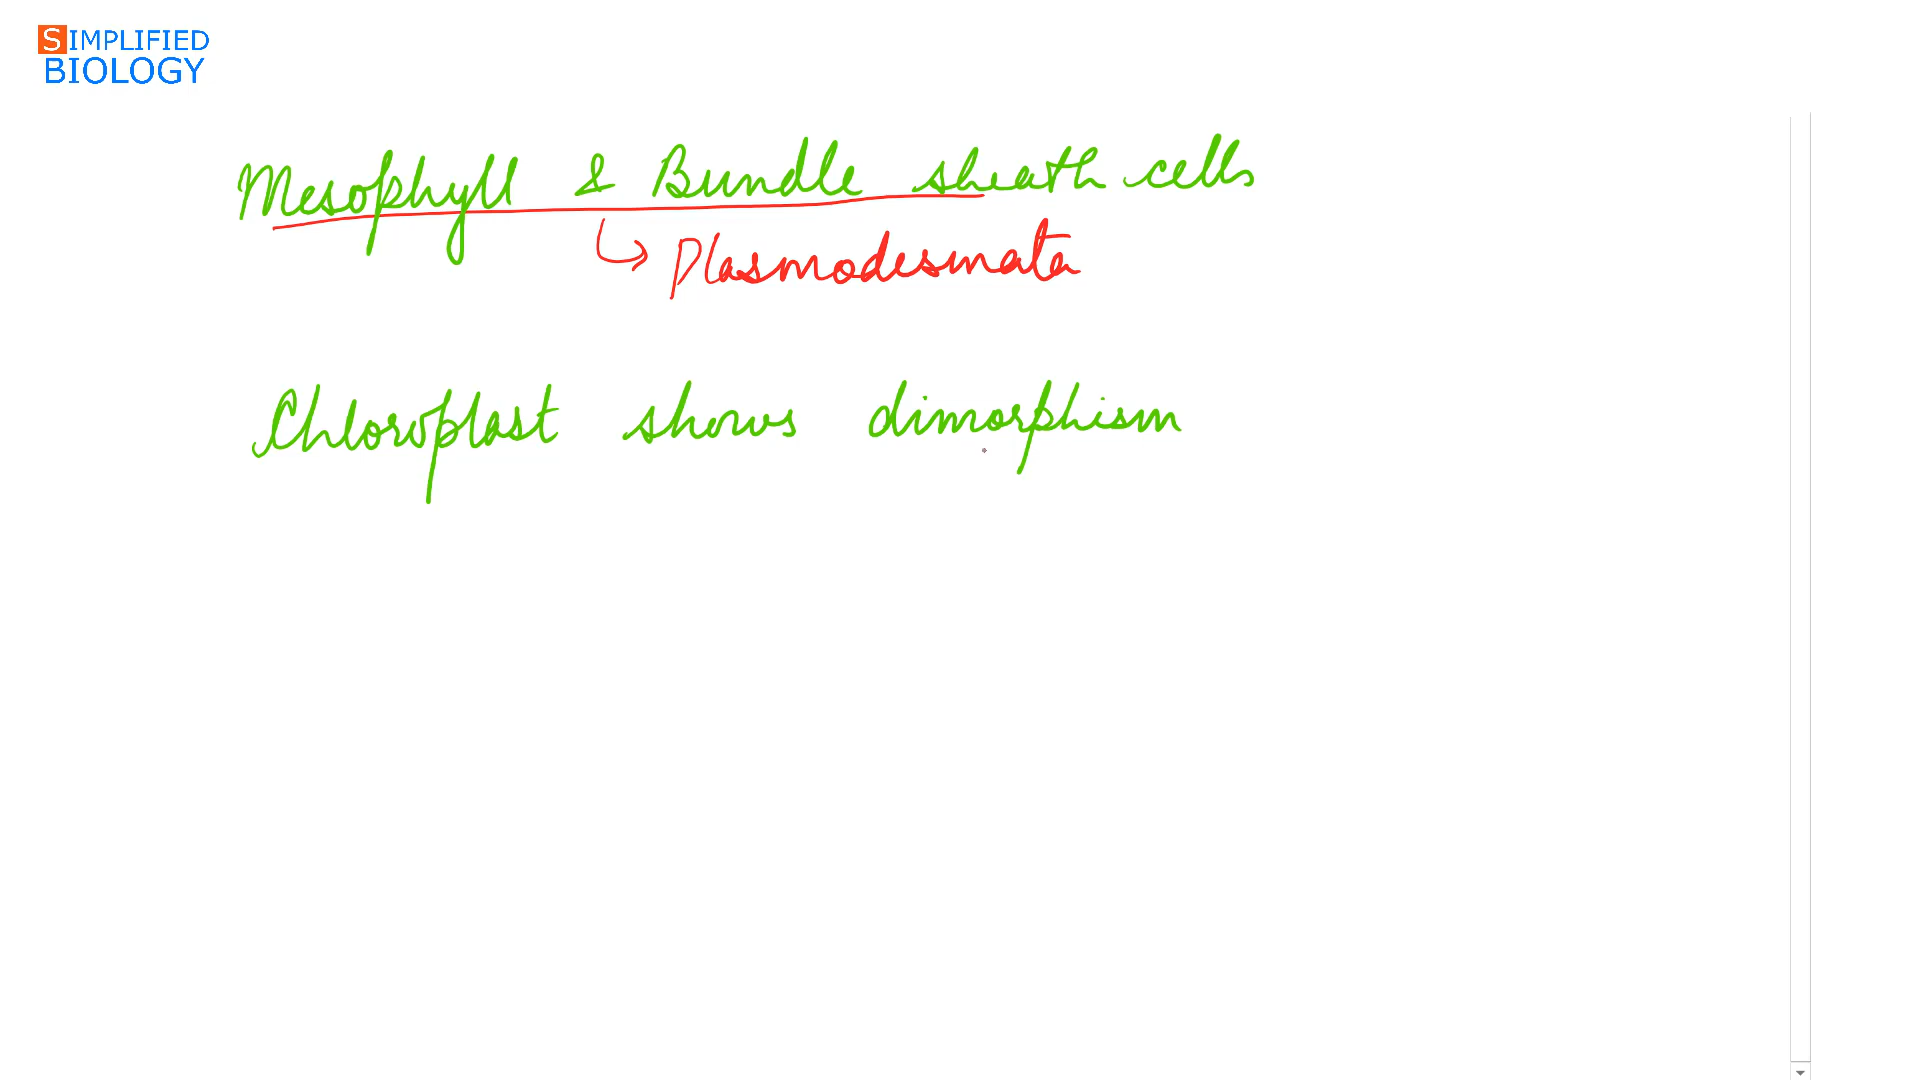 SIMPLIFIED
BIOLOGY
Mesophyll & Bundle sheath cells
Plasmodesmata
Chloroplast shows dimorphism